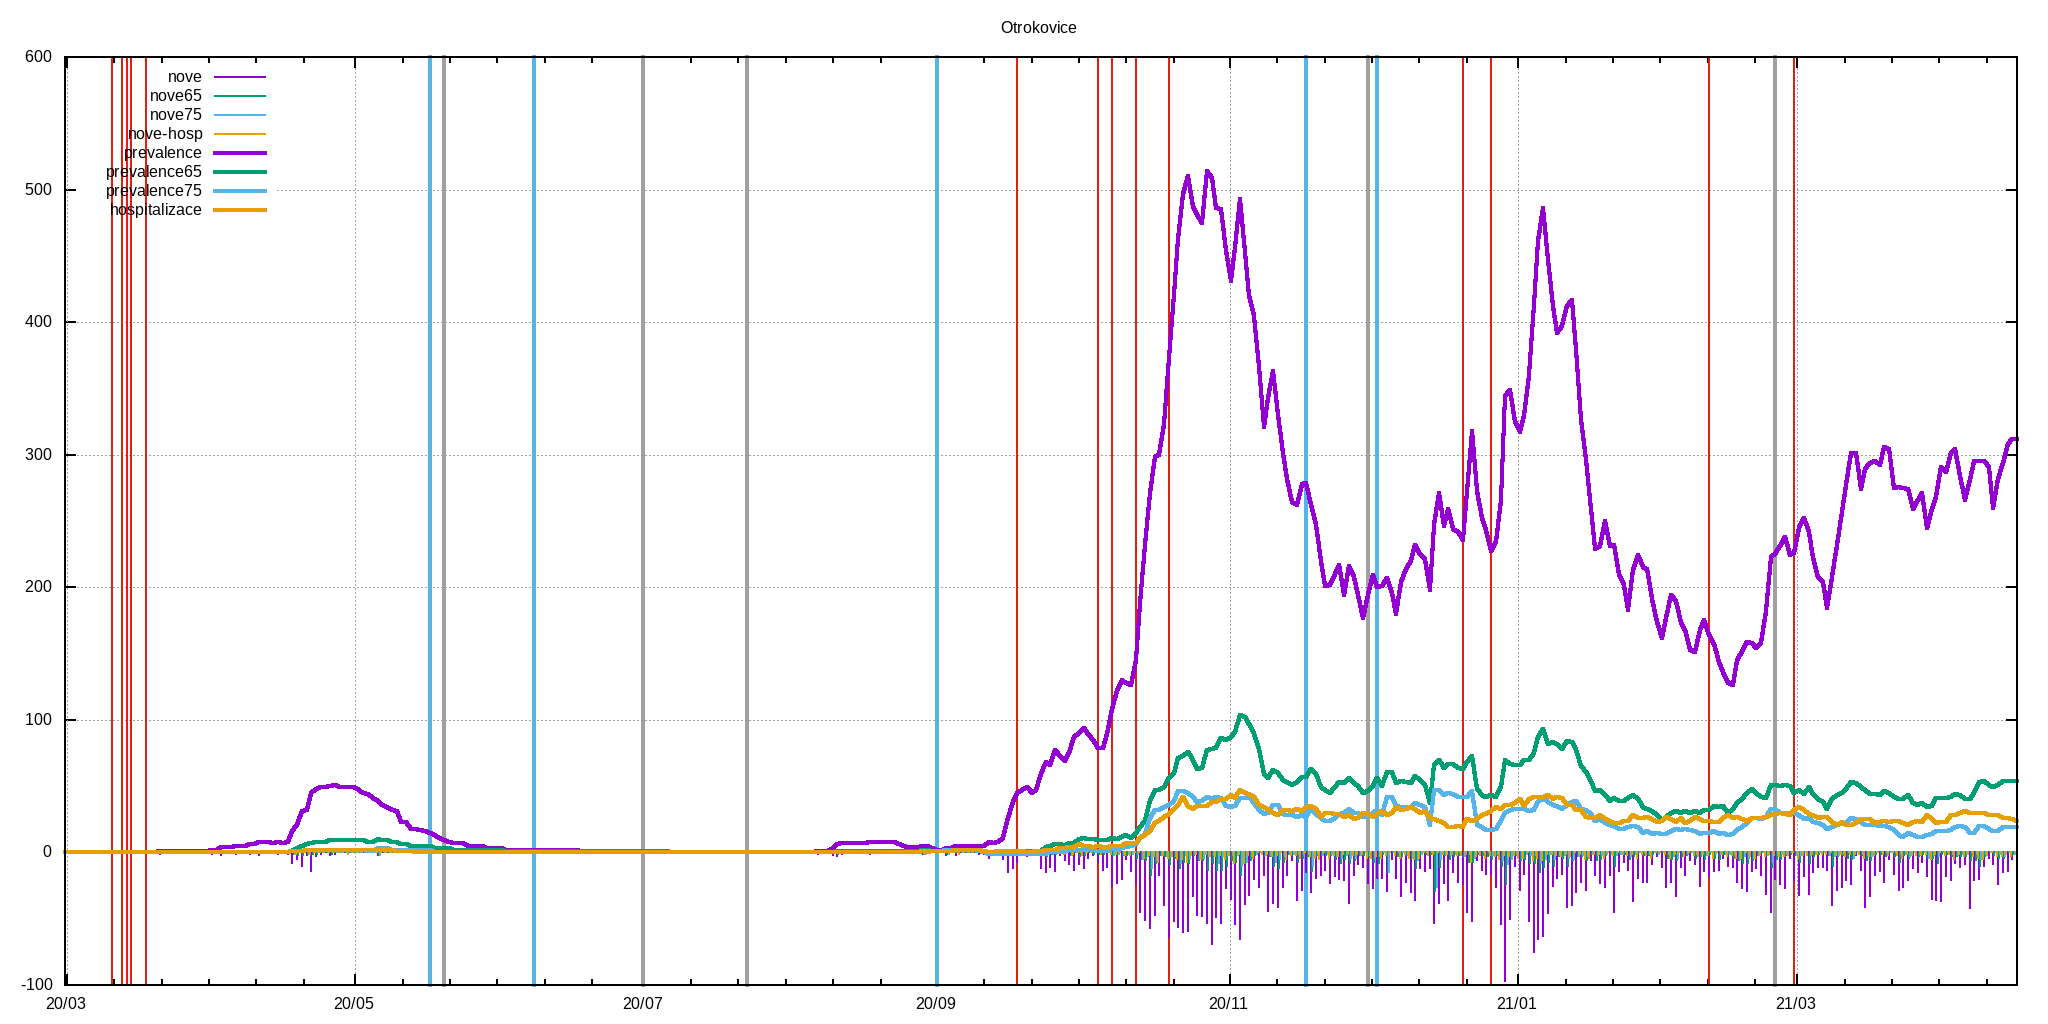 Otrokovice
600
500
400
300
200
100
0
-100
nove
nove65
nove75
nove-hosp
prevalence
prevalence65
prevalence75
hospitalizace
20/03
20/05
20/07
20/09
20/11
21/01
21/03